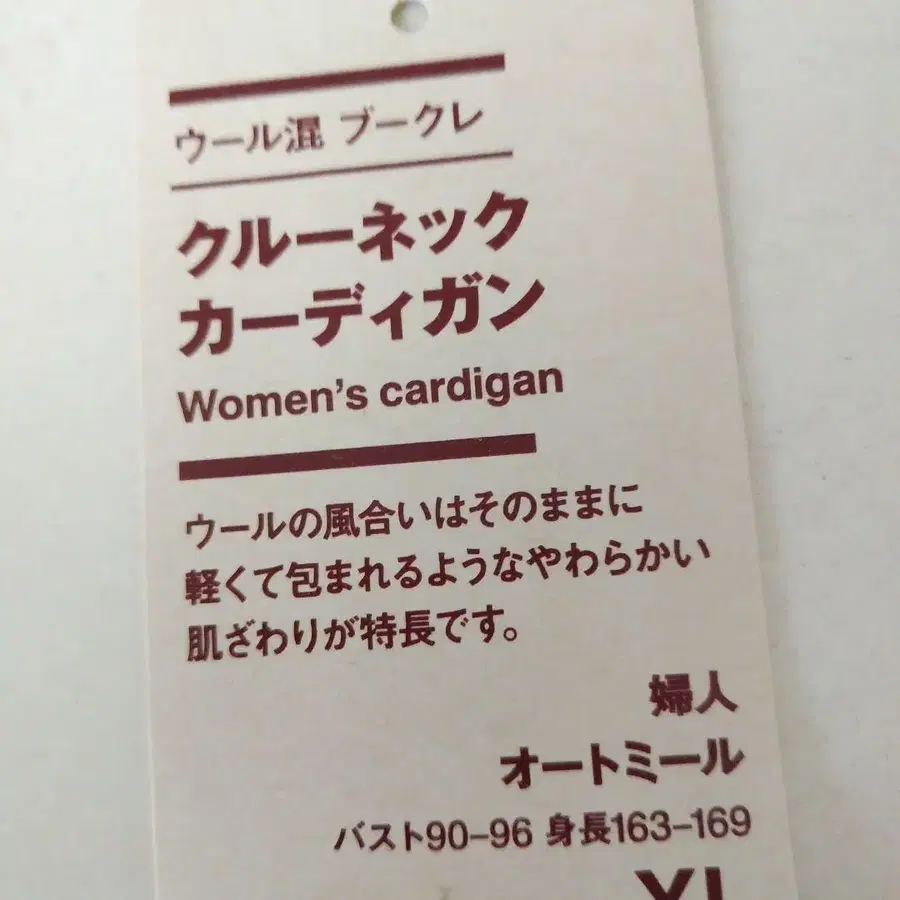 ウール混 ブークレ
クルーネック
カーディガン
Women's cardigan
ウールの風合いはそのままに
軽くて包まれるようなやわらかい
肌ざわりが特長です。
婦人
オートミール
バスト90-96 身長163-169
XL